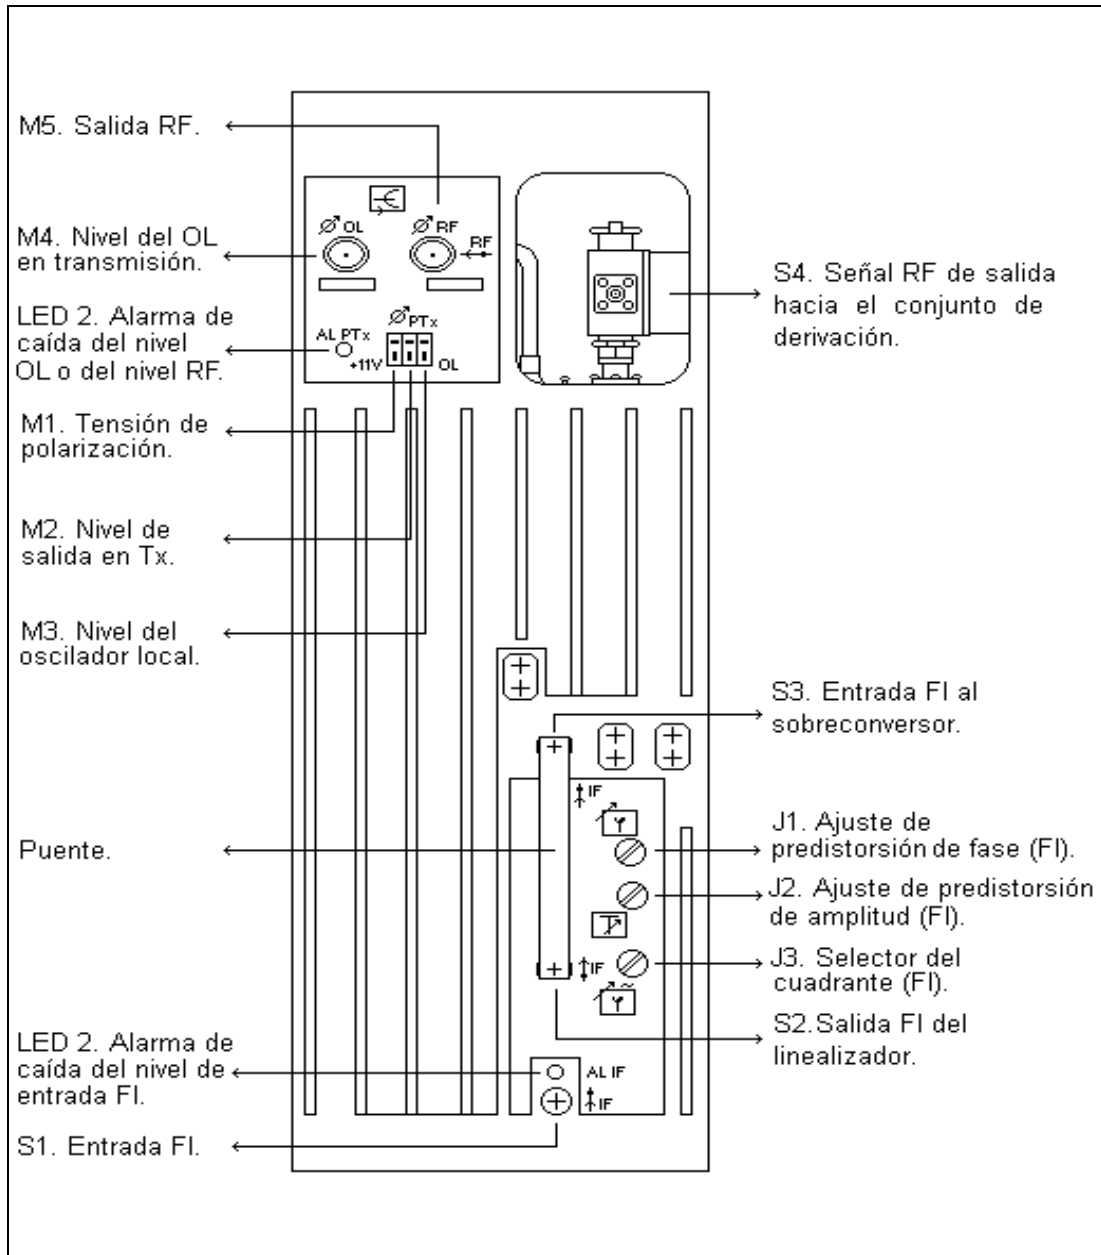 M5. Salida RF.
M4. Nivel del OL
en transmisión.
LED 2. Alarma de
caída del nivel
OL o del nivel RF.
M1. Tensión de
polarización.
M2. Nivel de
salida en Tx.
M3. Nivel del
oscilador local.
Puente.
LED 2. Alarma de
caída del nivel de
entrada FI.
S1. Entrada FI.
OL
RF
RF
PTx
AL PTx
+11V
OL
IF
IF
AL IF
IF
S4. Señal RF de salida
hacia el conjunto de
derivación.
S3. Entrada FI al
sobreconversor.
J1. Ajuste de
predistorsión de fase (FI).
J2. Ajuste de predistorsión
de amplitud (FI).
J3. Selector del
cuadrante (FI).
S2.Salida FI del
linealizador.